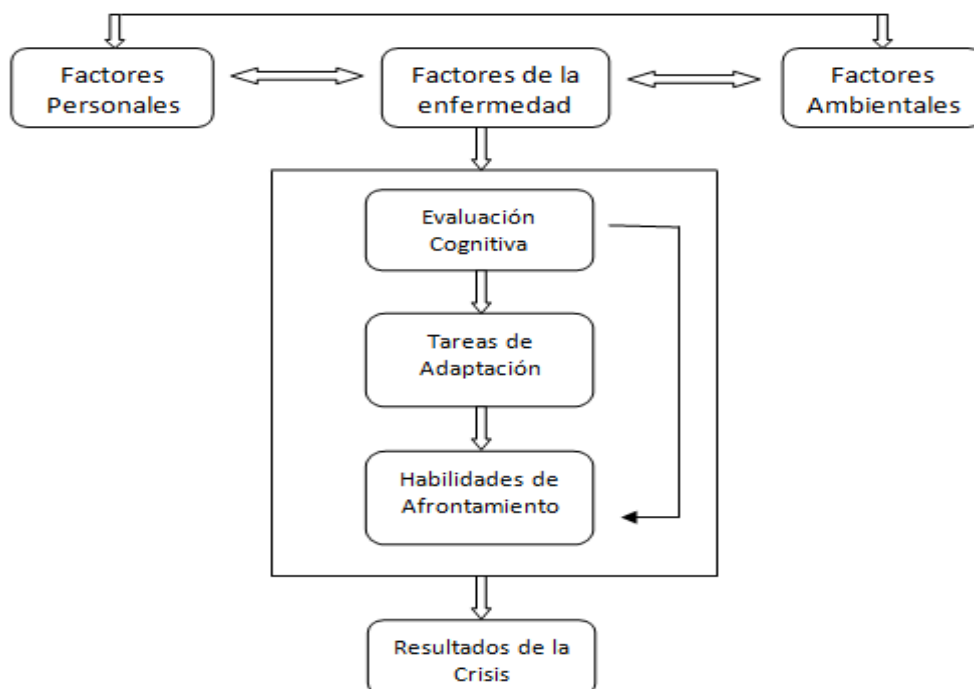 Factores
Personales
Factores de la
enfermedad
Factores
Ambientales
Evaluación
Cognitiva
Tareas de
Adaptación
Habilidades de
Afrontamiento
Resultados de la
Crisis